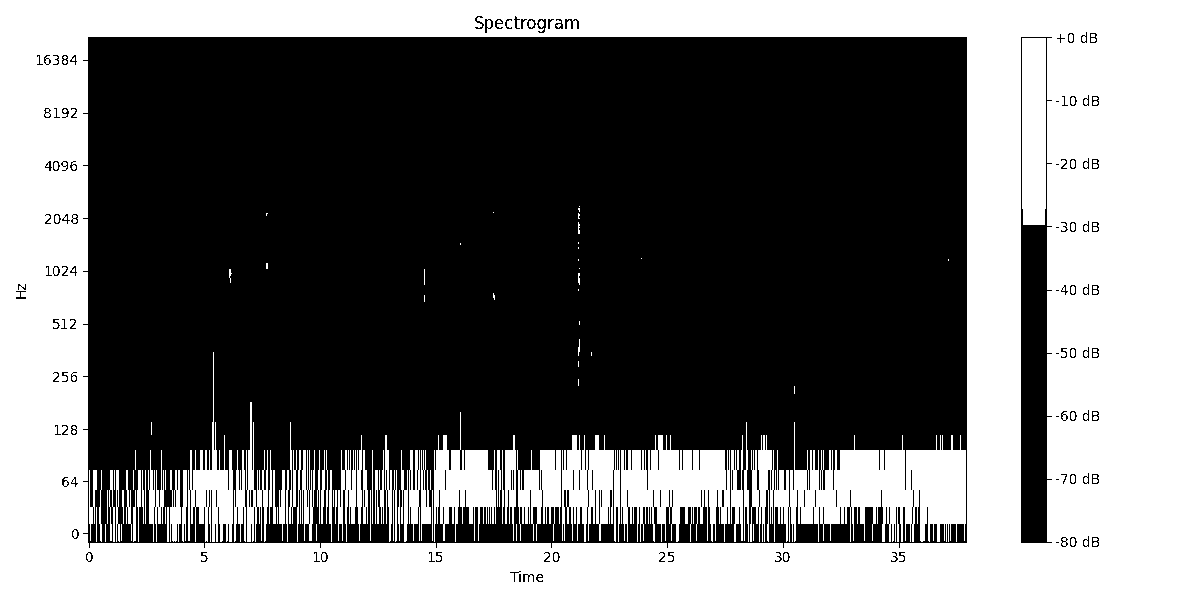 Spectrogram
16384
8192
4096
2048
1024
512
256
128
64
0
Hz
0 5 10 15 20 25 30 35
Time
+0 dB
-10 dB
-20 dB
-30 dB
-40 dB
-50 dB
-60 dB
-70 dB
-80 dB